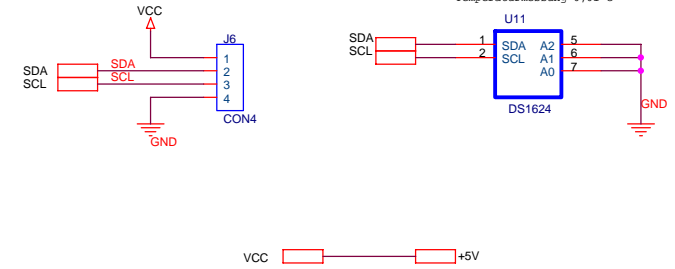 VCC
J6
1
SDA SDA 2
SCL SCL 3
4
CON4
GND
U11
SDA 1 SDA A2 5
SCL 2 SCL A1 6
A0 7
DS1624
GND
VCC +5V